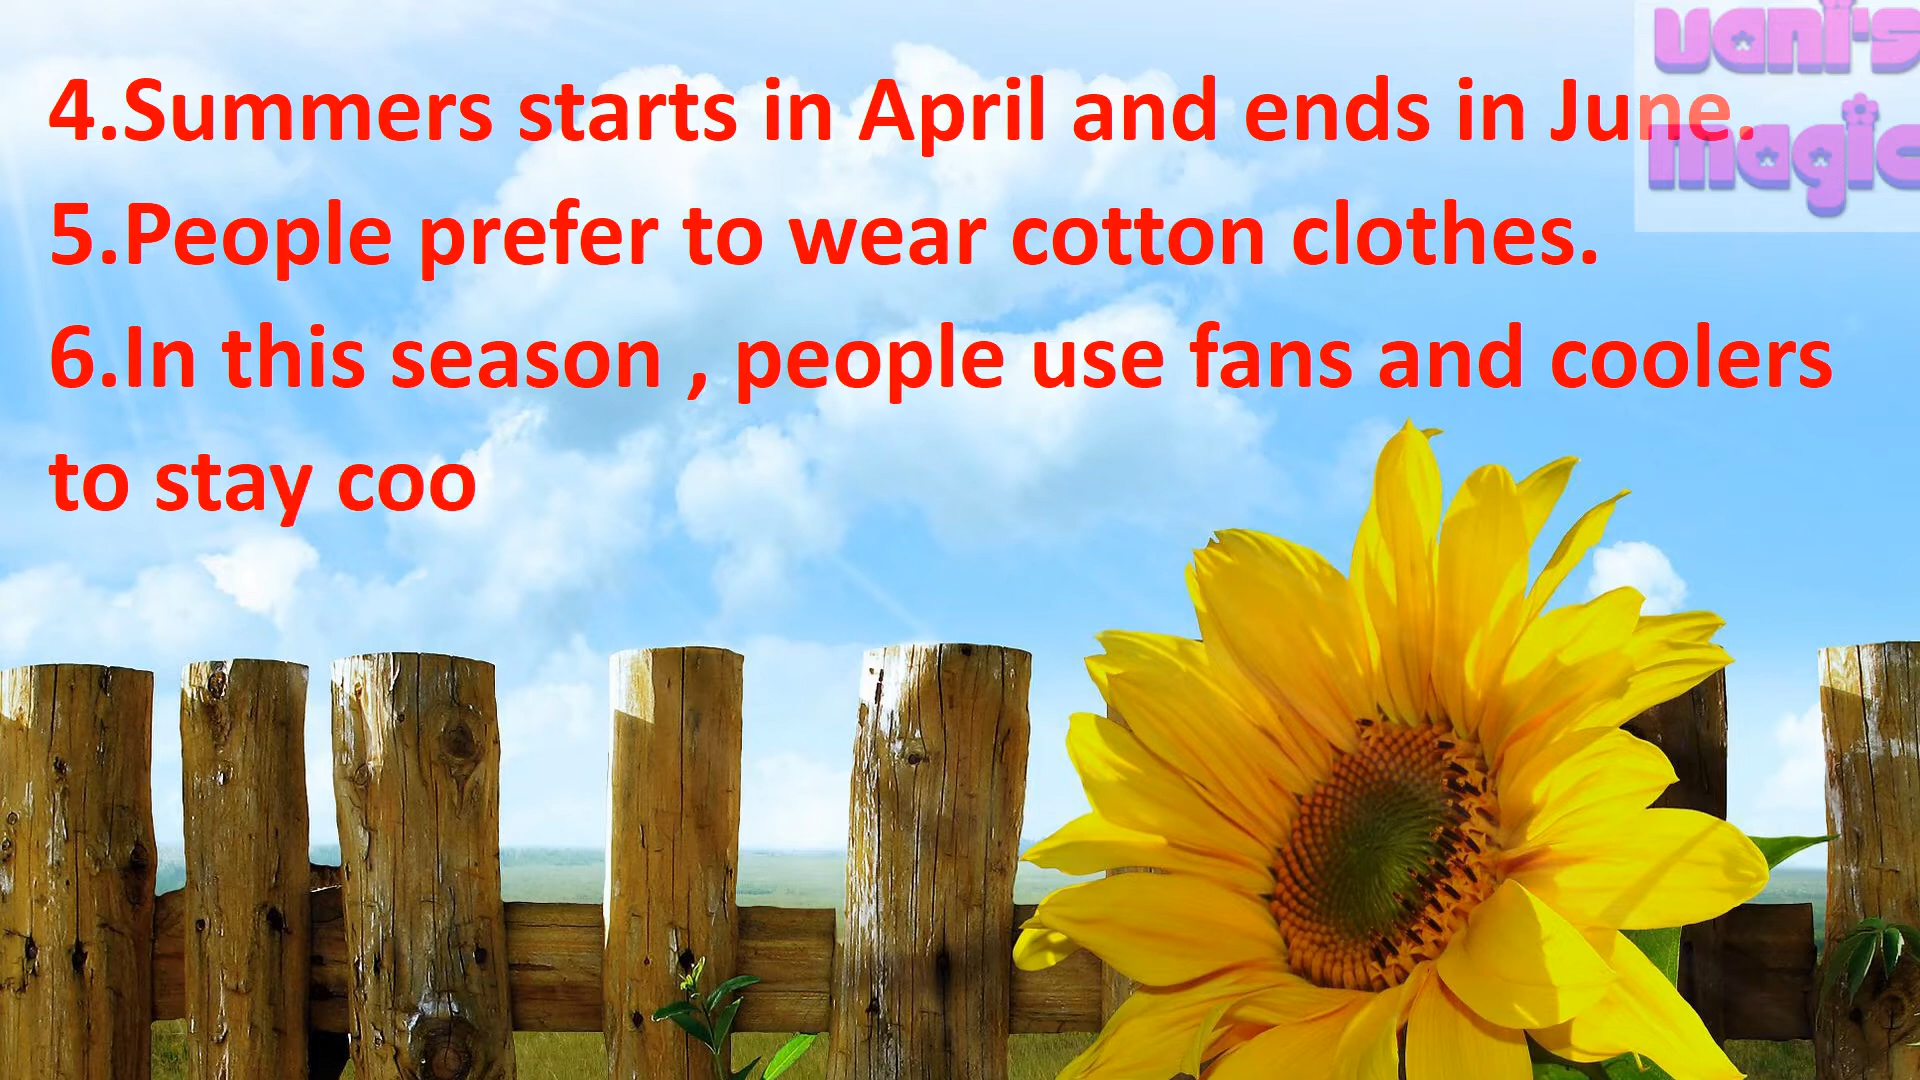 vani's
magic
4.Summers starts in April and ends in June.
5.People prefer to wear cotton clothes.
6.In this season , people use fans and coolers
to stay coo